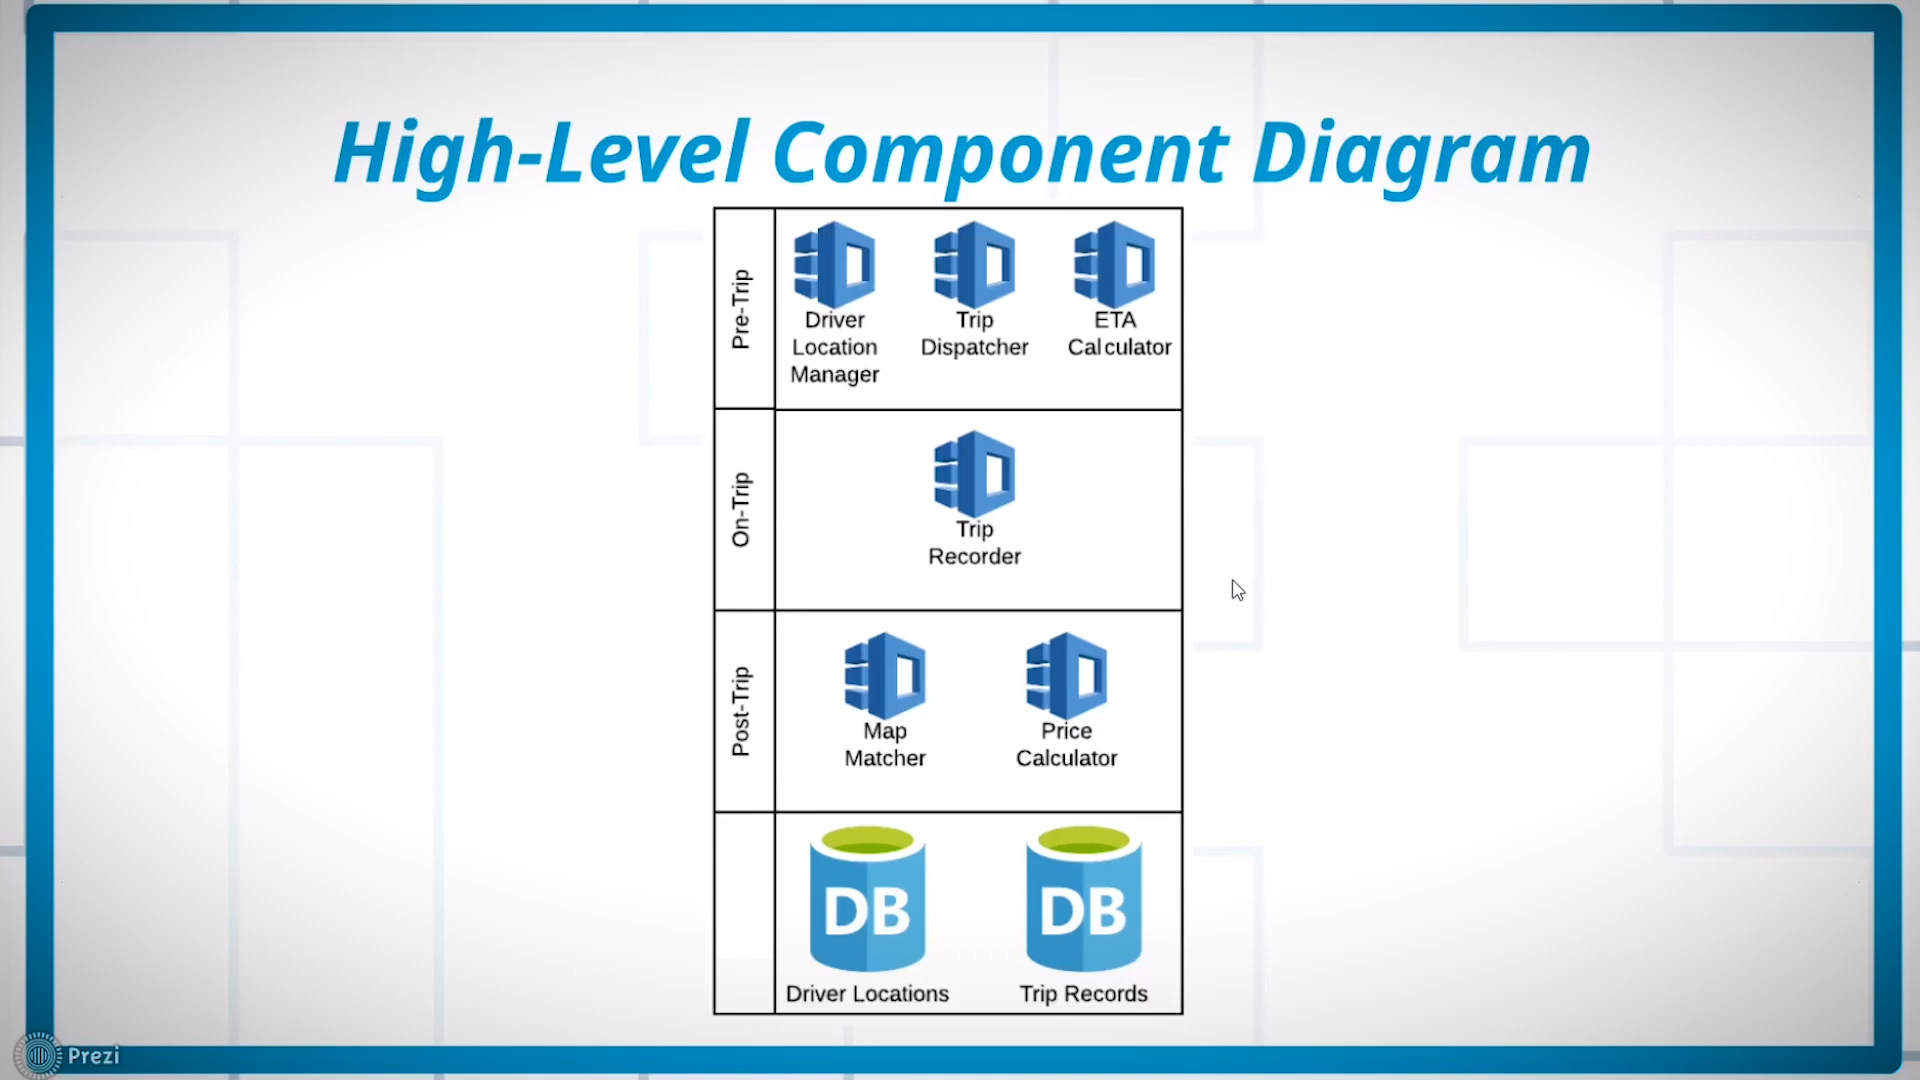 High-Level Component Diagram
Pre-Trip
Driver
Location
Manager
Trip
Dispatcher
ETA
Calculator
On-Trip
Trip
Recorder
Post-Trip
Map
Matcher
Price
Calculator
DB
Driver Locations
DB
Trip Records
Prezi